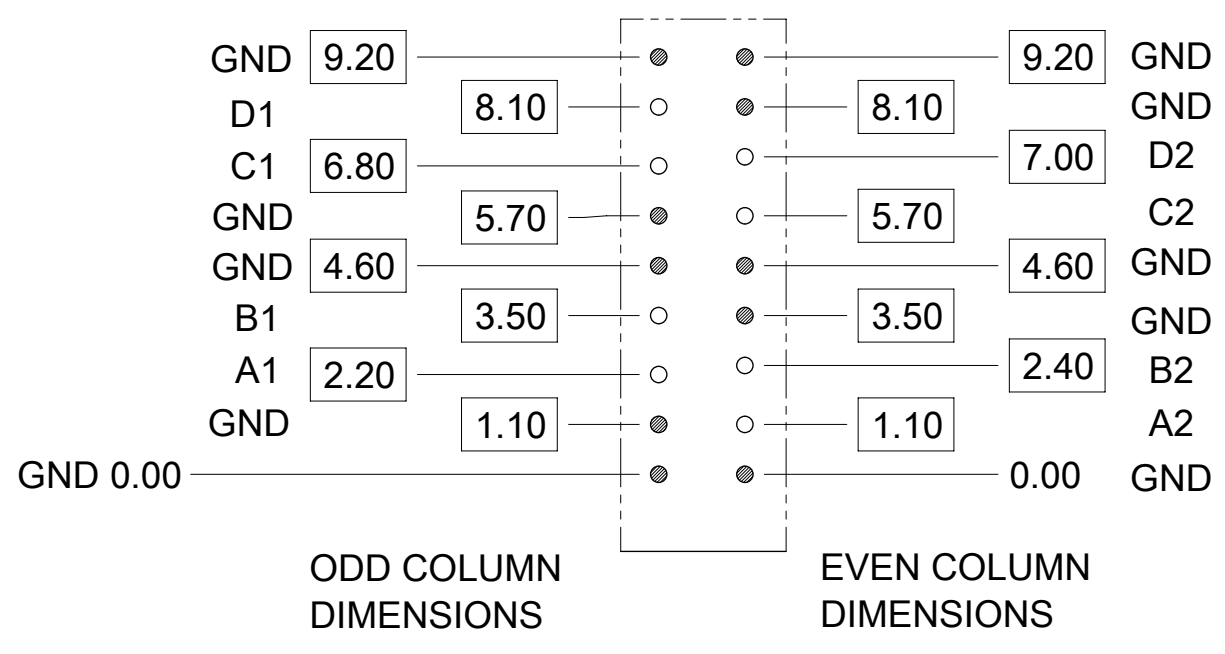 GND 9.20 9.20 GND
D1 8.10 8.10 GND
C1 6.80 7.00 D2
GND 5.70 5.70 C2
GND 4.60 4.60 GND
B1 3.50 3.50 GND
A1 2.20 2.40 B2
GND 1.10 1.10 A2
GND 0.00 0.00 GND
ODD COLUMN EVEN COLUMN
DIMENSIONS DIMENSIONS